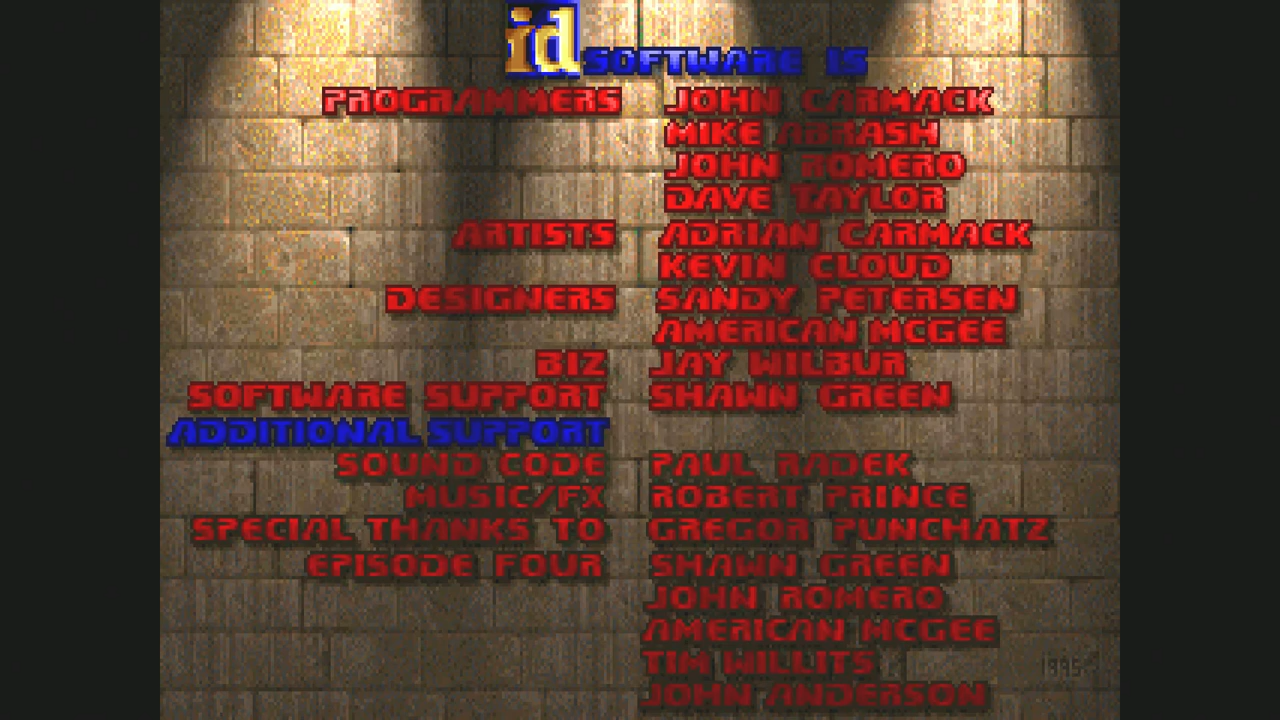 id SOFTWARE IS
PROGRAMMERS JOHN CARMACK
MIKE ABRASH
JOHN ROMERO
DAVE TAYLOR
ARTISTS ADRIAN CARMACK
KEVIN CLOUD
DESIGNERS SANDY PETERSEN
AMERICAN MCGEE
BIZ JAY WILBUR
SOFTWARE SUPPORT SHAWN GREEN
ADDITIONAL SUPPORT
SOUND CODE PAUL RADEK
MUSIC/FX ROBERT PRINCE
SPECIAL THANKS TO GREGOR PUNCHATZ
EPISODE FOUR SHAWN GREEN
JOHN ROMERO
AMERICAN MCGEE
TIM WILLITS
JOHN ANDERSON